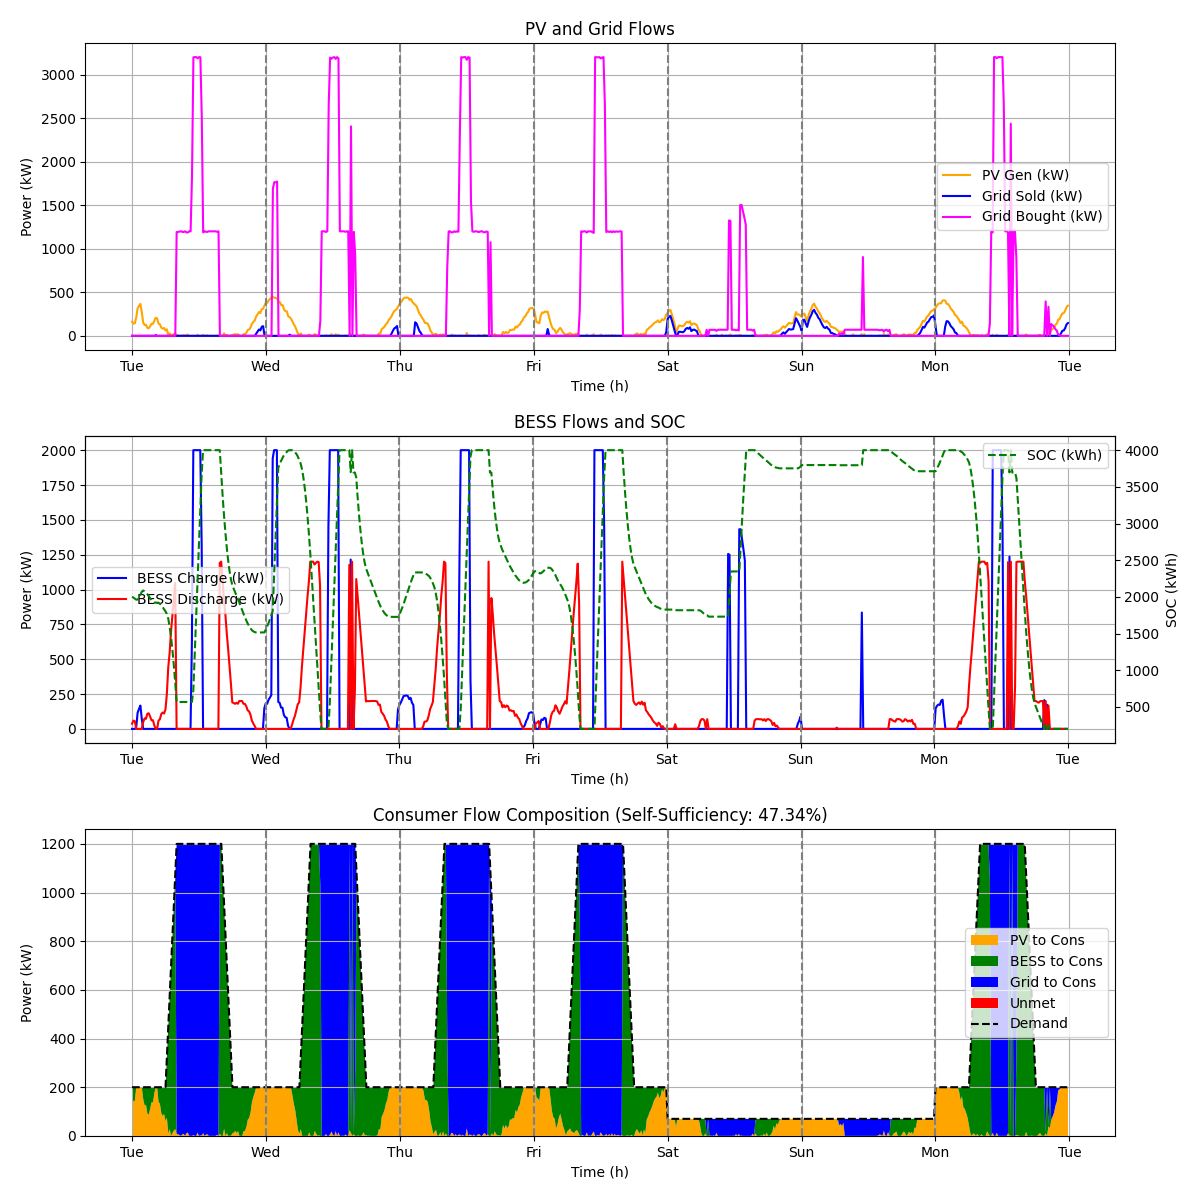 PV and Grid Flows
3000
2500
2000
1500
1000
500
0
Power (kW)
PV Gen (kW)
Grid Sold (kW)
Grid Bought (kW)
Tue Wed Thu Fri Sat Sun Mon Tue
Time (h)
BESS Flows and SOC
2000
1750
1500
1250
1000
750
500
250
0
Power (kW)
BESS Charge (kW)
BESS Discharge (kW)
SOC (kWh)
4000
3500
3000
2500
2000
1500
1000
500
SOC (kWh)
Tue Wed Thu Fri Sat Sun Mon Tue
Time (h)
Consumer Flow Composition (Self-Sufficiency: 47.34%)
1200
1000
800
600
400
200
0
Power (kW)
PV to Cons
BESS to Cons
Grid to Cons
Unmet
Demand
Tue Wed Thu Fri Sat Sun Mon Tue
Time (h)